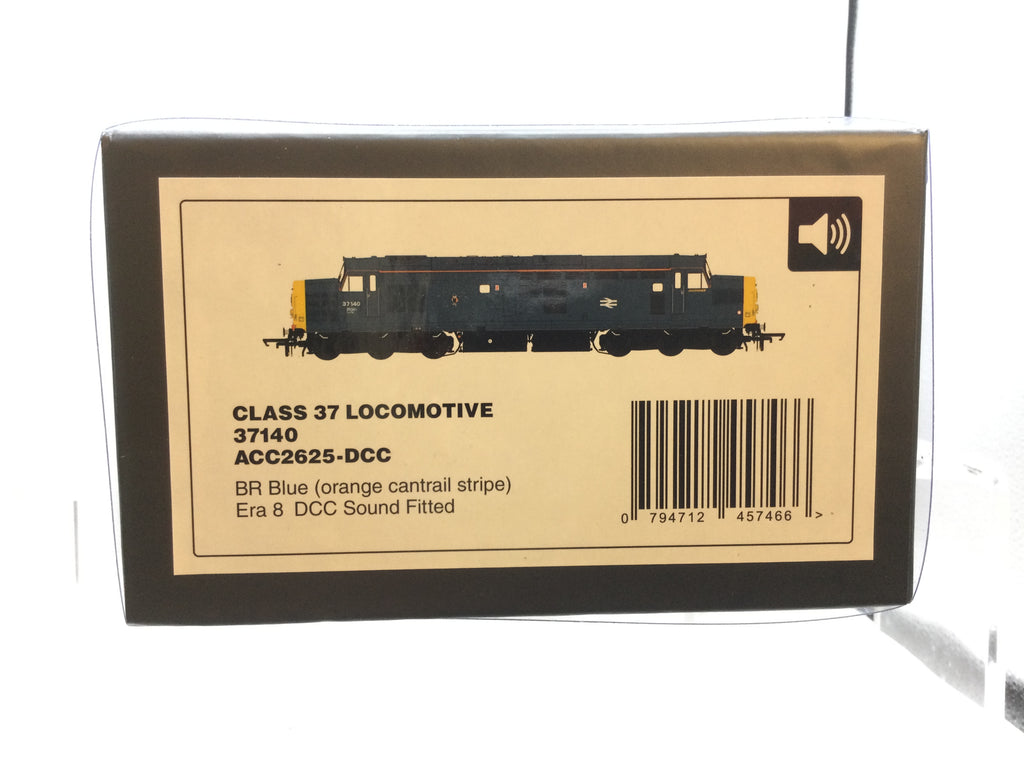 37140
CLASS 37 LOCOMOTIVE
37140
ACC2625-DCC
BR Blue (orange cantrail stripe)
Era 8 DCC Sound Fitted
0 794712 457466 >